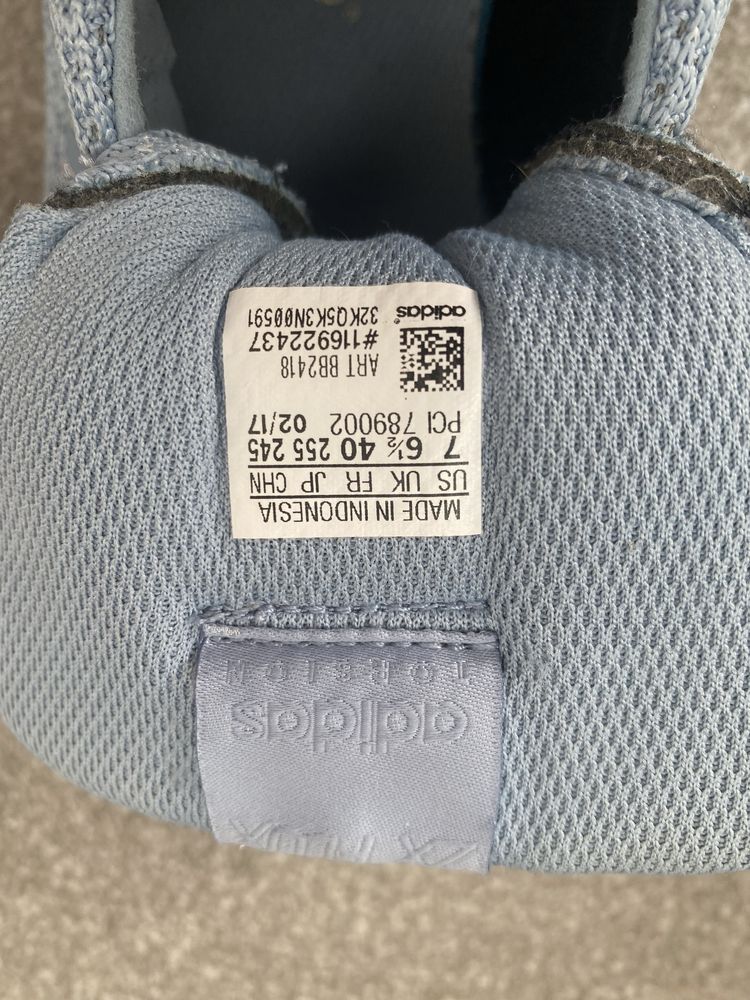 MADE IN INDONESIA
US UK FR JP CHN
7 6½ 40 255 245
PCI 789002 02/17
ART BB2418
#116922437
adidas® 32KQ5K3N00591
TORSION
adidas
ZX FLUX